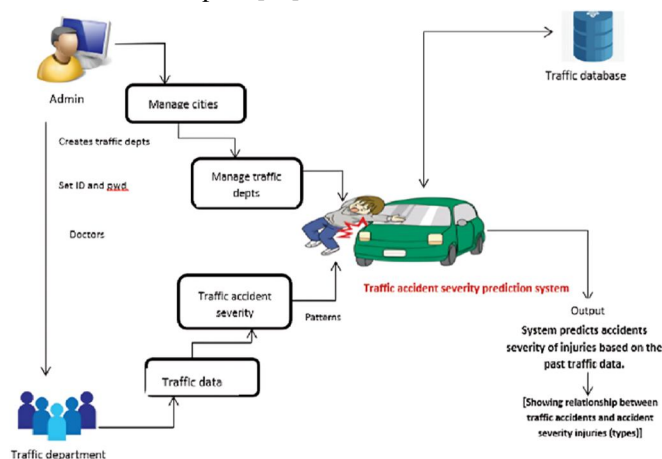 Admin
Manage cities
Traffic database
Creates traffic depts
Manage traffic
depts
Set ID and pwd.
Doctors
Traffic accident
severity
Patterns
Traffic accident severity prediction system
Output
System predicts accidents
severity of injuries based on the
past traffic data.
[Showing relationship between
traffic accidents and accident
severity injuries (types)]
Traffic data
Traffic department